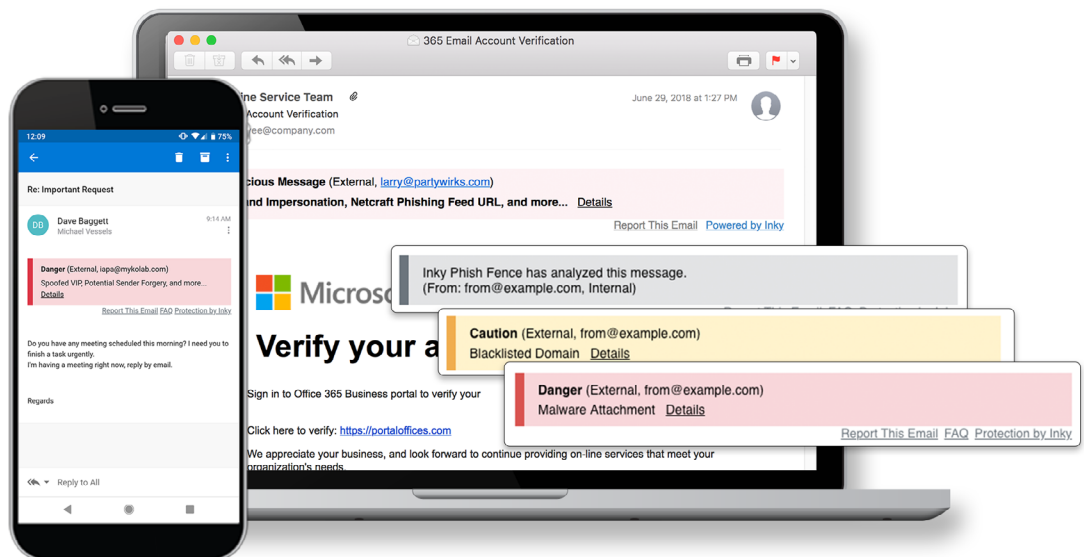 365 Email Account Verification
ine Service Team
June 29, 2018 at 1:27 PM
Account Verification
ee@company.com
cious Message (External, larry@partywirks.com)
nd Impersonation, Netcraft Phishing Feed URL, and more... Details
Report This Email Powered by Inky
Microso
Verify your a
Sign in to Office 365 Business portal to verify your
Click here to verify: https://portaloffices.com
We appreciate your business, and look forward to continue providing on-line services that meet your
organization's needs.
12:09
75%
Re: Important Request
DB
Dave Baggett
9:14 AM
Michael Vessels
Danger (External, iapa@mykolab.com)
Spoofed VIP, Potential Sender Forgery, and more...
Details
Report This Email FAQ Protection by Inky
Do you have any meeting scheduled this morning? I need you to
finish a task urgently.
I'm having a meeting right now, reply by email.
Regards
Reply to All
Inky Phish Fence has analyzed this message.
(From: from@example.com, Internal)
Caution (External, from@example.com)
Blacklisted Domain Details
Danger (External, from@example.com)
Malware Attachment Details
Report This Email FAQ Protection by Inky